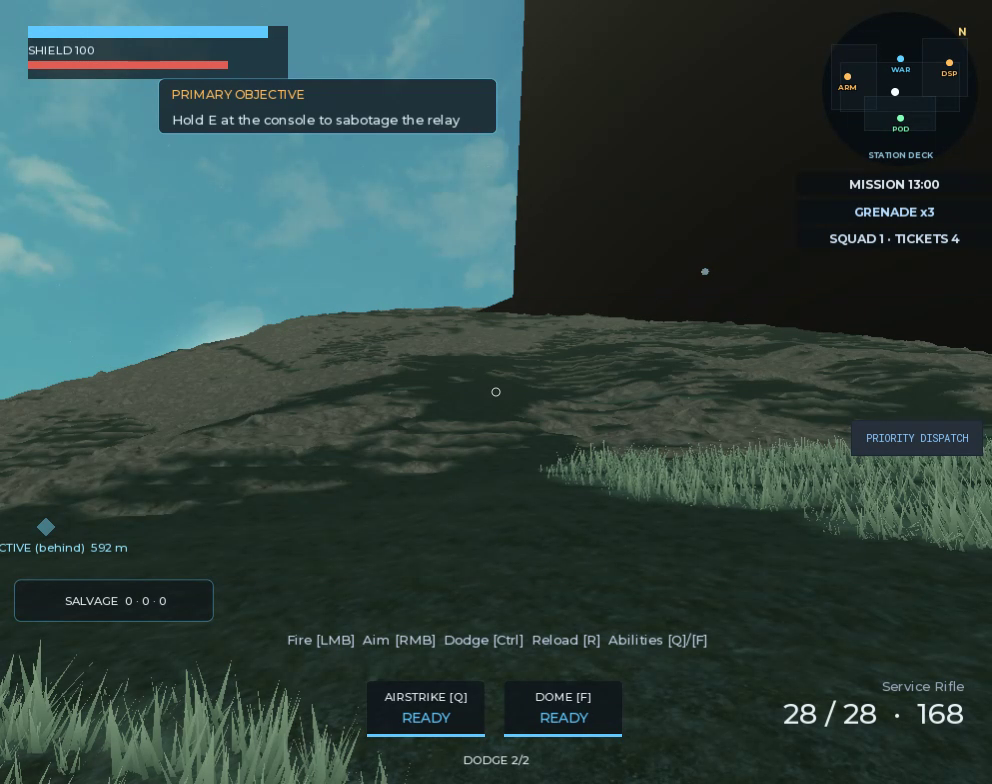 SHIELD 100
PRIMARY OBJECTIVE
Hold E at the console to sabotage the relay
N
WAR
DSP
ARM
POD
STATION DECK
MISSION 13:00
GRENADE x3
SQUAD 1 · TICKETS 4
PRIORITY DISPATCH
CTIVE (behind) 592 m
SALVAGE 0 · 0 · 0
Fire [LMB] Aim [RMB] Dodge [Ctrl] Reload [R] Abilities [Q]/[F]
AIRSTRIKE [Q]
READY
DOME [F]
READY
Service Rifle
28 / 28 · 168
DODGE 2/2